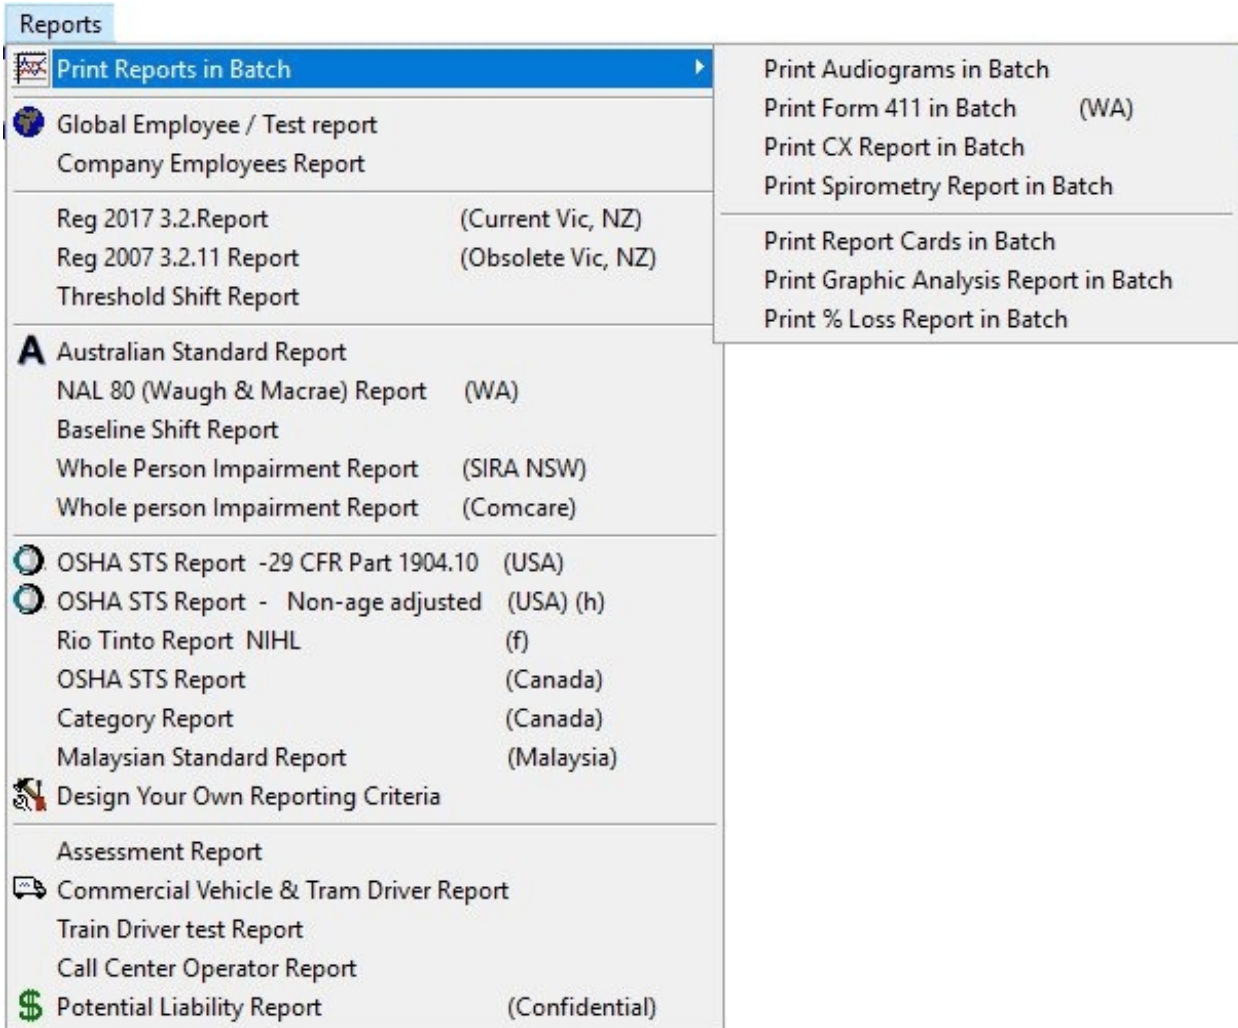 Reports
Print Reports in Batch
Global Employee / Test report
Company Employees Report
Reg 2017 3.2.Report (Current Vic, NZ)
Reg 2007 3.2.11 Report (Obsolete Vic, NZ)
Threshold Shift Report
A Australian Standard Report
NAL 80 (Waugh & Macrae) Report (WA)
Baseline Shift Report
Whole Person Impairment Report (SIRA NSW)
Whole person Impairment Report (Comcare)
OSHA STS Report -29 CFR Part 1904.10 (USA)
OSHA STS Report - Non-age adjusted (USA) (h)
Rio Tinto Report NIHL (f)
OSHA STS Report (Canada)
Category Report (Canada)
Malaysian Standard Report (Malaysia)
Design Your Own Reporting Criteria
Assessment Report
Commercial Vehicle & Tram Driver Report
Train Driver test Report
Call Center Operator Report
$ Potential Liability Report (Confidential)
Print Audiograms in Batch
Print Form 411 in Batch (WA)
Print CX Report in Batch
Print Spirometry Report in Batch
Print Report Cards in Batch
Print Graphic Analysis Report in Batch
Print % Loss Report in Batch